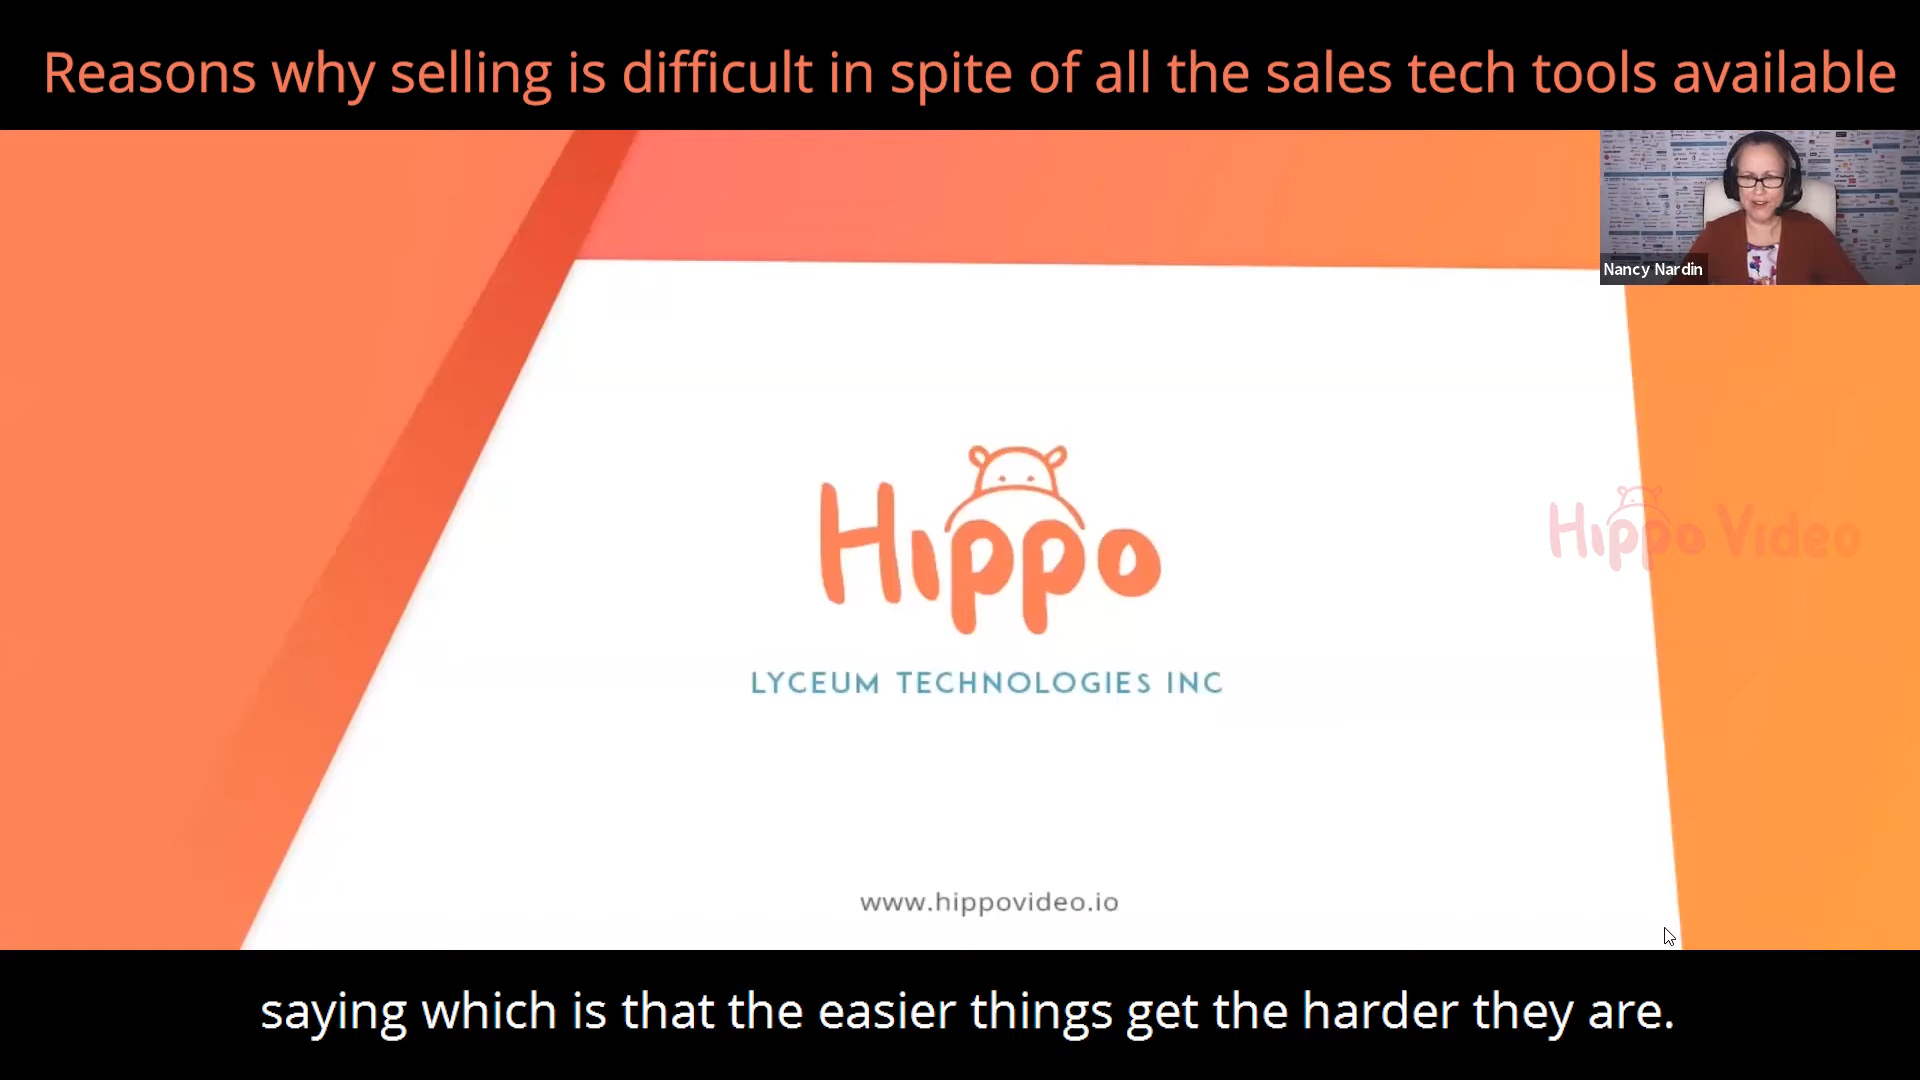 Reasons why selling is difficult in spite of all the sales tech tools available
Nancy Nardin
Hippo
Hippo Video
LYCEUM TECHNOLOGIES INC
www.hippovideo.io
saying which is that the easier things get the harder they are.